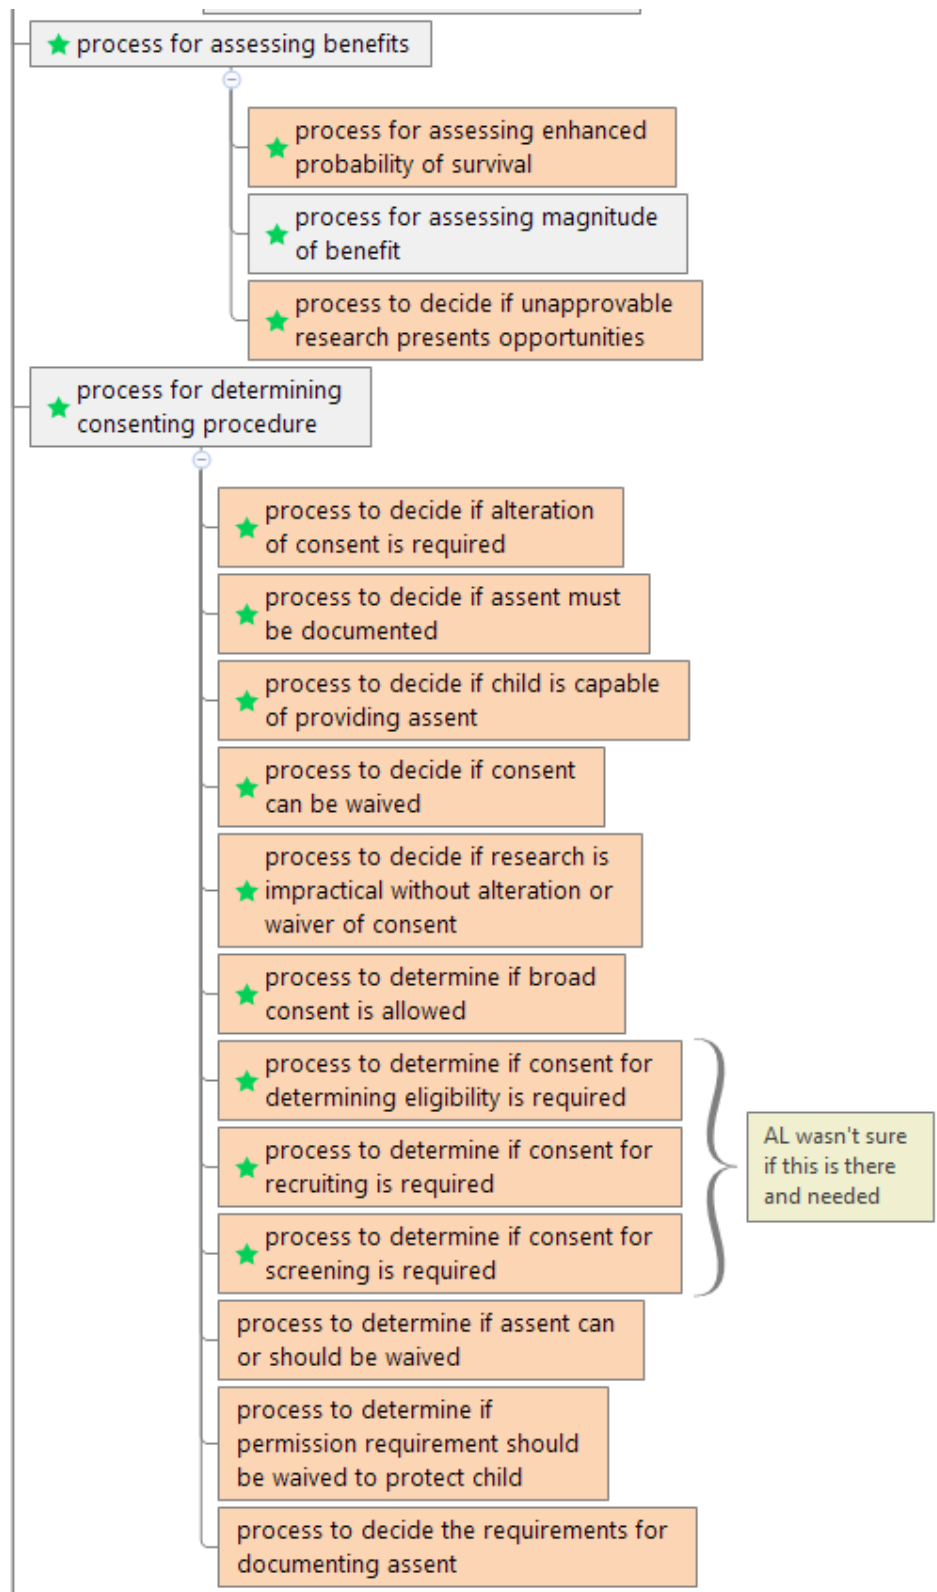 process for assessing benefits
process for assessing enhanced
probability of survival
process for assessing magnitude
of benefit
process to decide if unapprovable
research presents opportunities
process for determining
consenting procedure
process to decide if alteration
of consent is required
process to decide if assent must
be documented
process to decide if child is capable
of providing assent
process to decide if consent
can be waived
process to decide if research is
impractical without alteration or
waiver of consent
process to determine if broad
consent is allowed
process to determine if consent for
determining eligibility is required
process to determine if consent for
recruiting is required
process to determine if consent for
screening is required
AL wasn't sure
if this is there
and needed
process to determine if assent can
or should be waived
process to determine if
permission requirement should
be waived to protect child
process to decide the requirements for
documenting assent